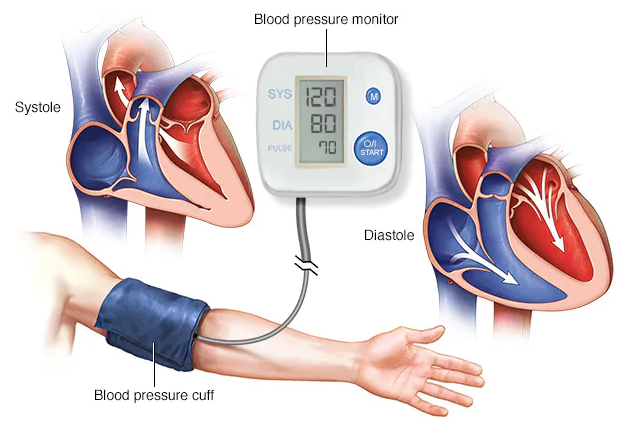 Blood pressure monitor
Systole
SYS 120
M
DIA 80
PULSE 70
O/I
START
Diastole
Blood pressure cuff